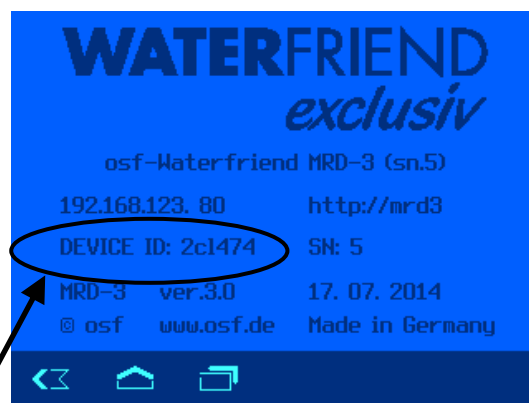 WATERFRIEND
exclusiv
osf-Waterfriend MRD-3 (sn.5)
192.168.123. 80 http://mrd3
DEVICE ID: 2cl474 SN: 5
MRD-3 ver.3.0 17. 07. 2014
© osf www.osf.de Made in Germany